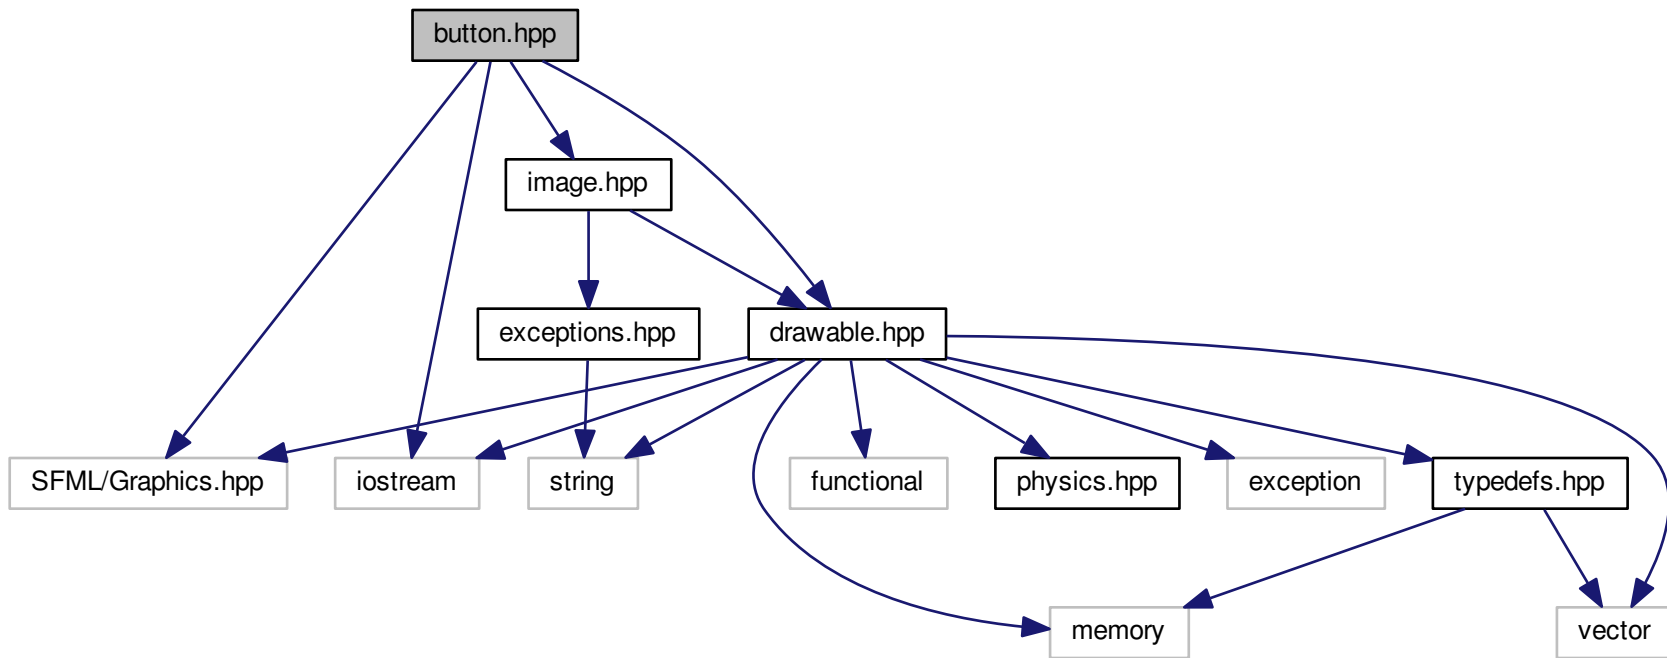 button.hpp
image.hpp
exceptions.hpp
drawable.hpp
SFML/Graphics.hpp
iostream
string
functional
physics.hpp
exception
typedefs.hpp
memory
vector